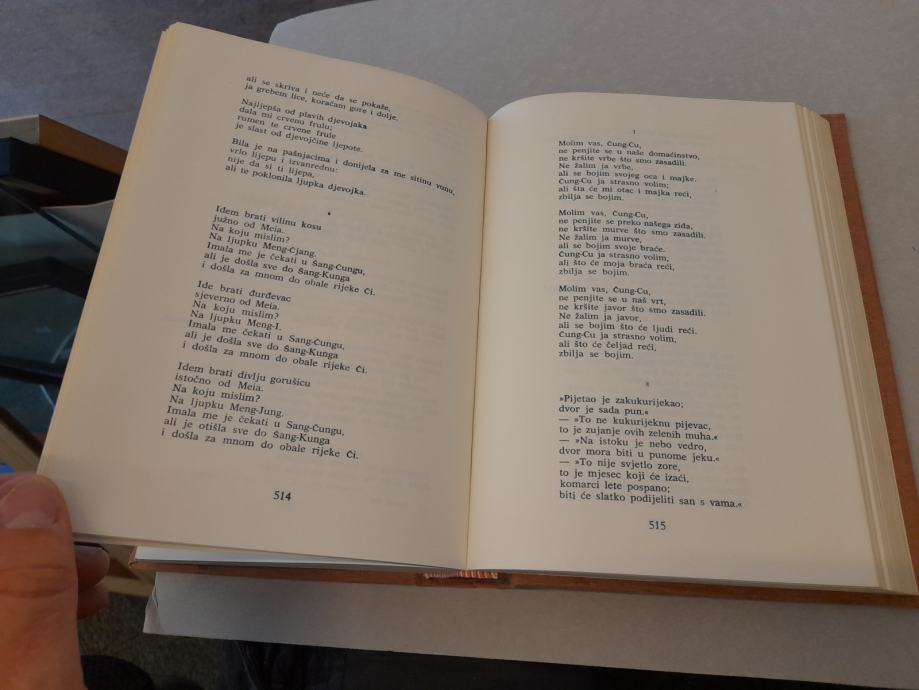 ali se skriva i neće da se pokaže,
ja grebem lice, koračam gore i dolje.
Najljepša od plavih djevojaka
dala mi crvenu frulu;
rumen te crvene frule
je slast od djevojčine ljepote.
Bila je na pašnjacima i donijela za me sitinu vunu,
vrlo lijepu i izvanrednu:
nije da si ti lijepa,
ali te poklonila ljupka djevojka.
*
Idem brati vilinu kosu
južno od Meia.
Na koju mislim?
Na ljupku Meng-Čjang.
Imala me je čekati u Sang-Čungu,
ali je došla sve do Šang-Kunga
i došla za mnom do obale rijeke Či.
Ide brati đurđevac
sjeverno od Meia.
Na koju mislim?
Na ljupku Meng-I.
Imala me čekati u Sang-Čungu,
ali je došla sve do Šang-Kunga
i došla za mnom do obale rijeke Či.
Idem brati divlju gorušicu
istočno od Meia.
Na koju mislim?
Na ljupku Meng-Jung.
Imala me je čekati u Sang-Čungu,
ali je otišla sve do Šang-Kunga
i došla za mnom do obale rijeke Či.
514
Molim vas, Čung-Cu,
ne penjite se u naše domaćinstvo,
ne kršite vrbe što smo zasadili.
Ne žalim ja vrbe,
ali se bojim svojeg oca i majke.
Čung-Cu ja strasno volim;
ali šta će mi otac i majka reći,
zbilja se bojim.
Molim vas, Čung-Cu,
ne penjite se preko našega zida,
ne kršite murve što smo zasadili.
Ne žalim ja murve,
ali se bojim svoje braće.
Čung-Cu ja strasno volim,
ali što će moja braća reći,
zbilja se bojim.
Molim vas, Čung-Cu,
ne penjite se u naš vrt,
ne kršite javor što smo zasadili.
Ne žalim ja javor,
ali se bojim što će ljudi reći.
Čung-Cu ja strasno volim,
ali što će čeljad reći,
zbilja se bojim.
*
»Pijetao je zakukurijekao;
dvor je sada pun.«
— »To ne kukurijeknu pijevac,
to je zujanje ovih zelenih muha.«
— »Na istoku je nebo vedro,
dvor mora biti u punome jeku.«
— »To nije svjetlo zore,
to je mjesec koji će izaći,
komarci lete pospano;
biti će slatko podijeliti san s vama.«
515